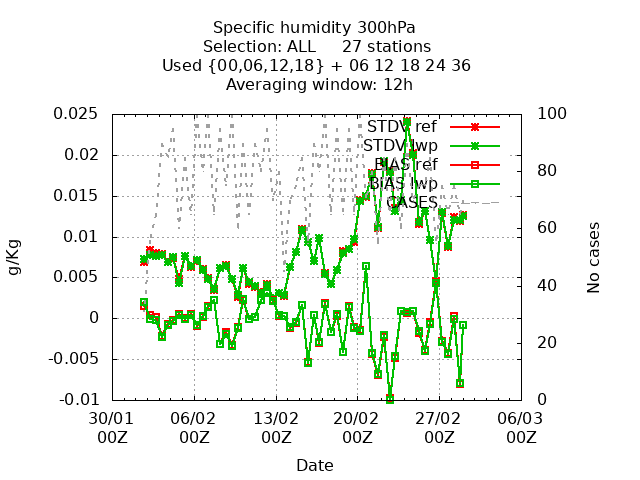 Specific humidity 300hPa
Selection: ALL     27 stations
Used {00,06,12,18} + 06 12 18 24 36
Averaging window: 12h
0.025
0.02
0.015
0.01
0.005
0
-0.005
-0.01
g/Kg
100
80
60
40
20
0
No cases
STDV ref
STDV lwp
BIAS ref
BIAS lwp
CASES
30/01 06/02 13/02 20/02 27/02 06/03
00Z 00Z 00Z 00Z 00Z 00Z
Date